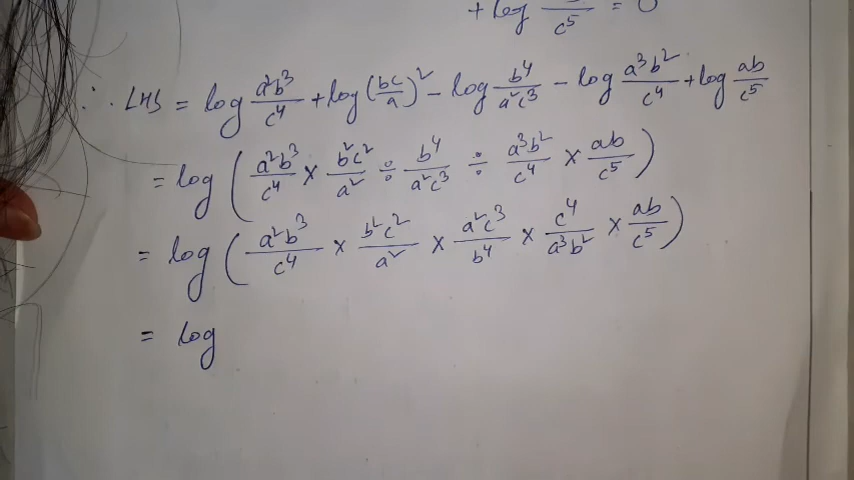 + log /c⁵ = 0
∴ LHS = log a²b³/c⁴ + log (bc/a)² − log b⁴/a²c³ − log a³b²/c⁴ + log ab/c⁵
= log ( a²b³/c⁴ × b²c²/a² ÷ b⁴/a²c³ ÷ a³b²/c⁴ × ab/c⁵ )
= log ( a²b³/c⁴ × b²c²/a² × a²c³/b⁴ × c⁴/a³b² × ab/c⁵ )
= log